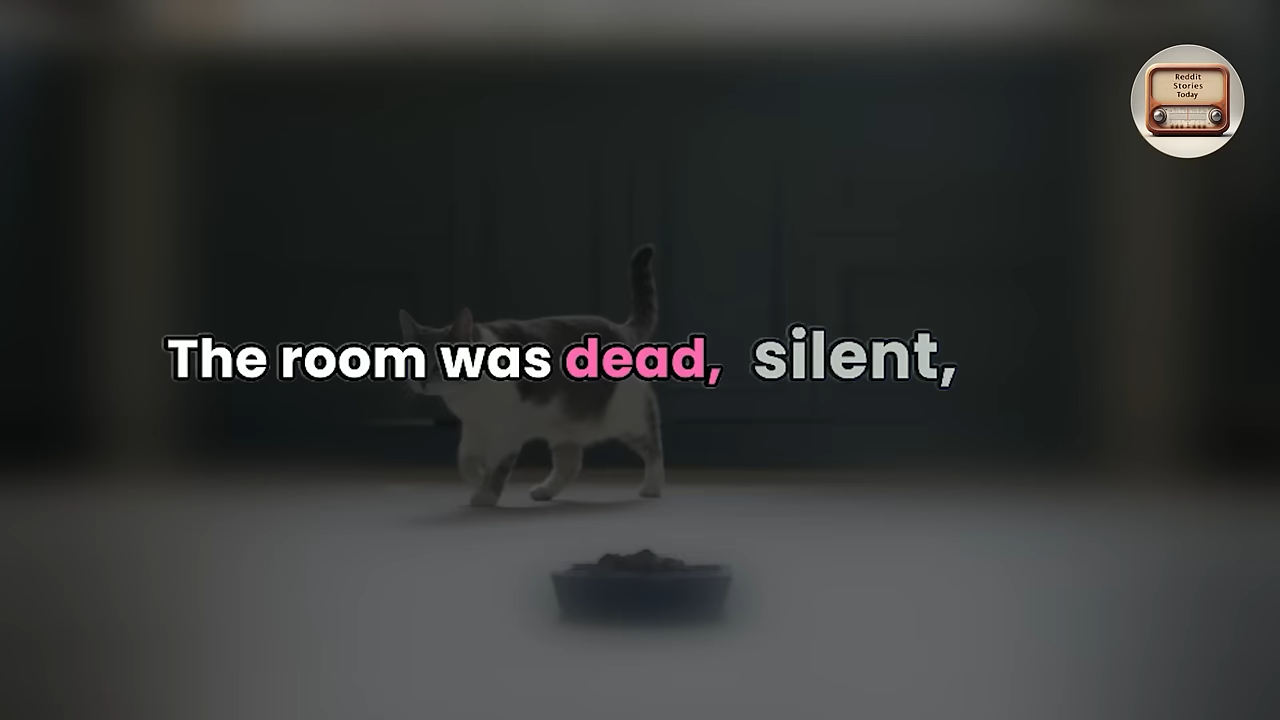 Reddit
Stories
Today
The room was dead, silent,